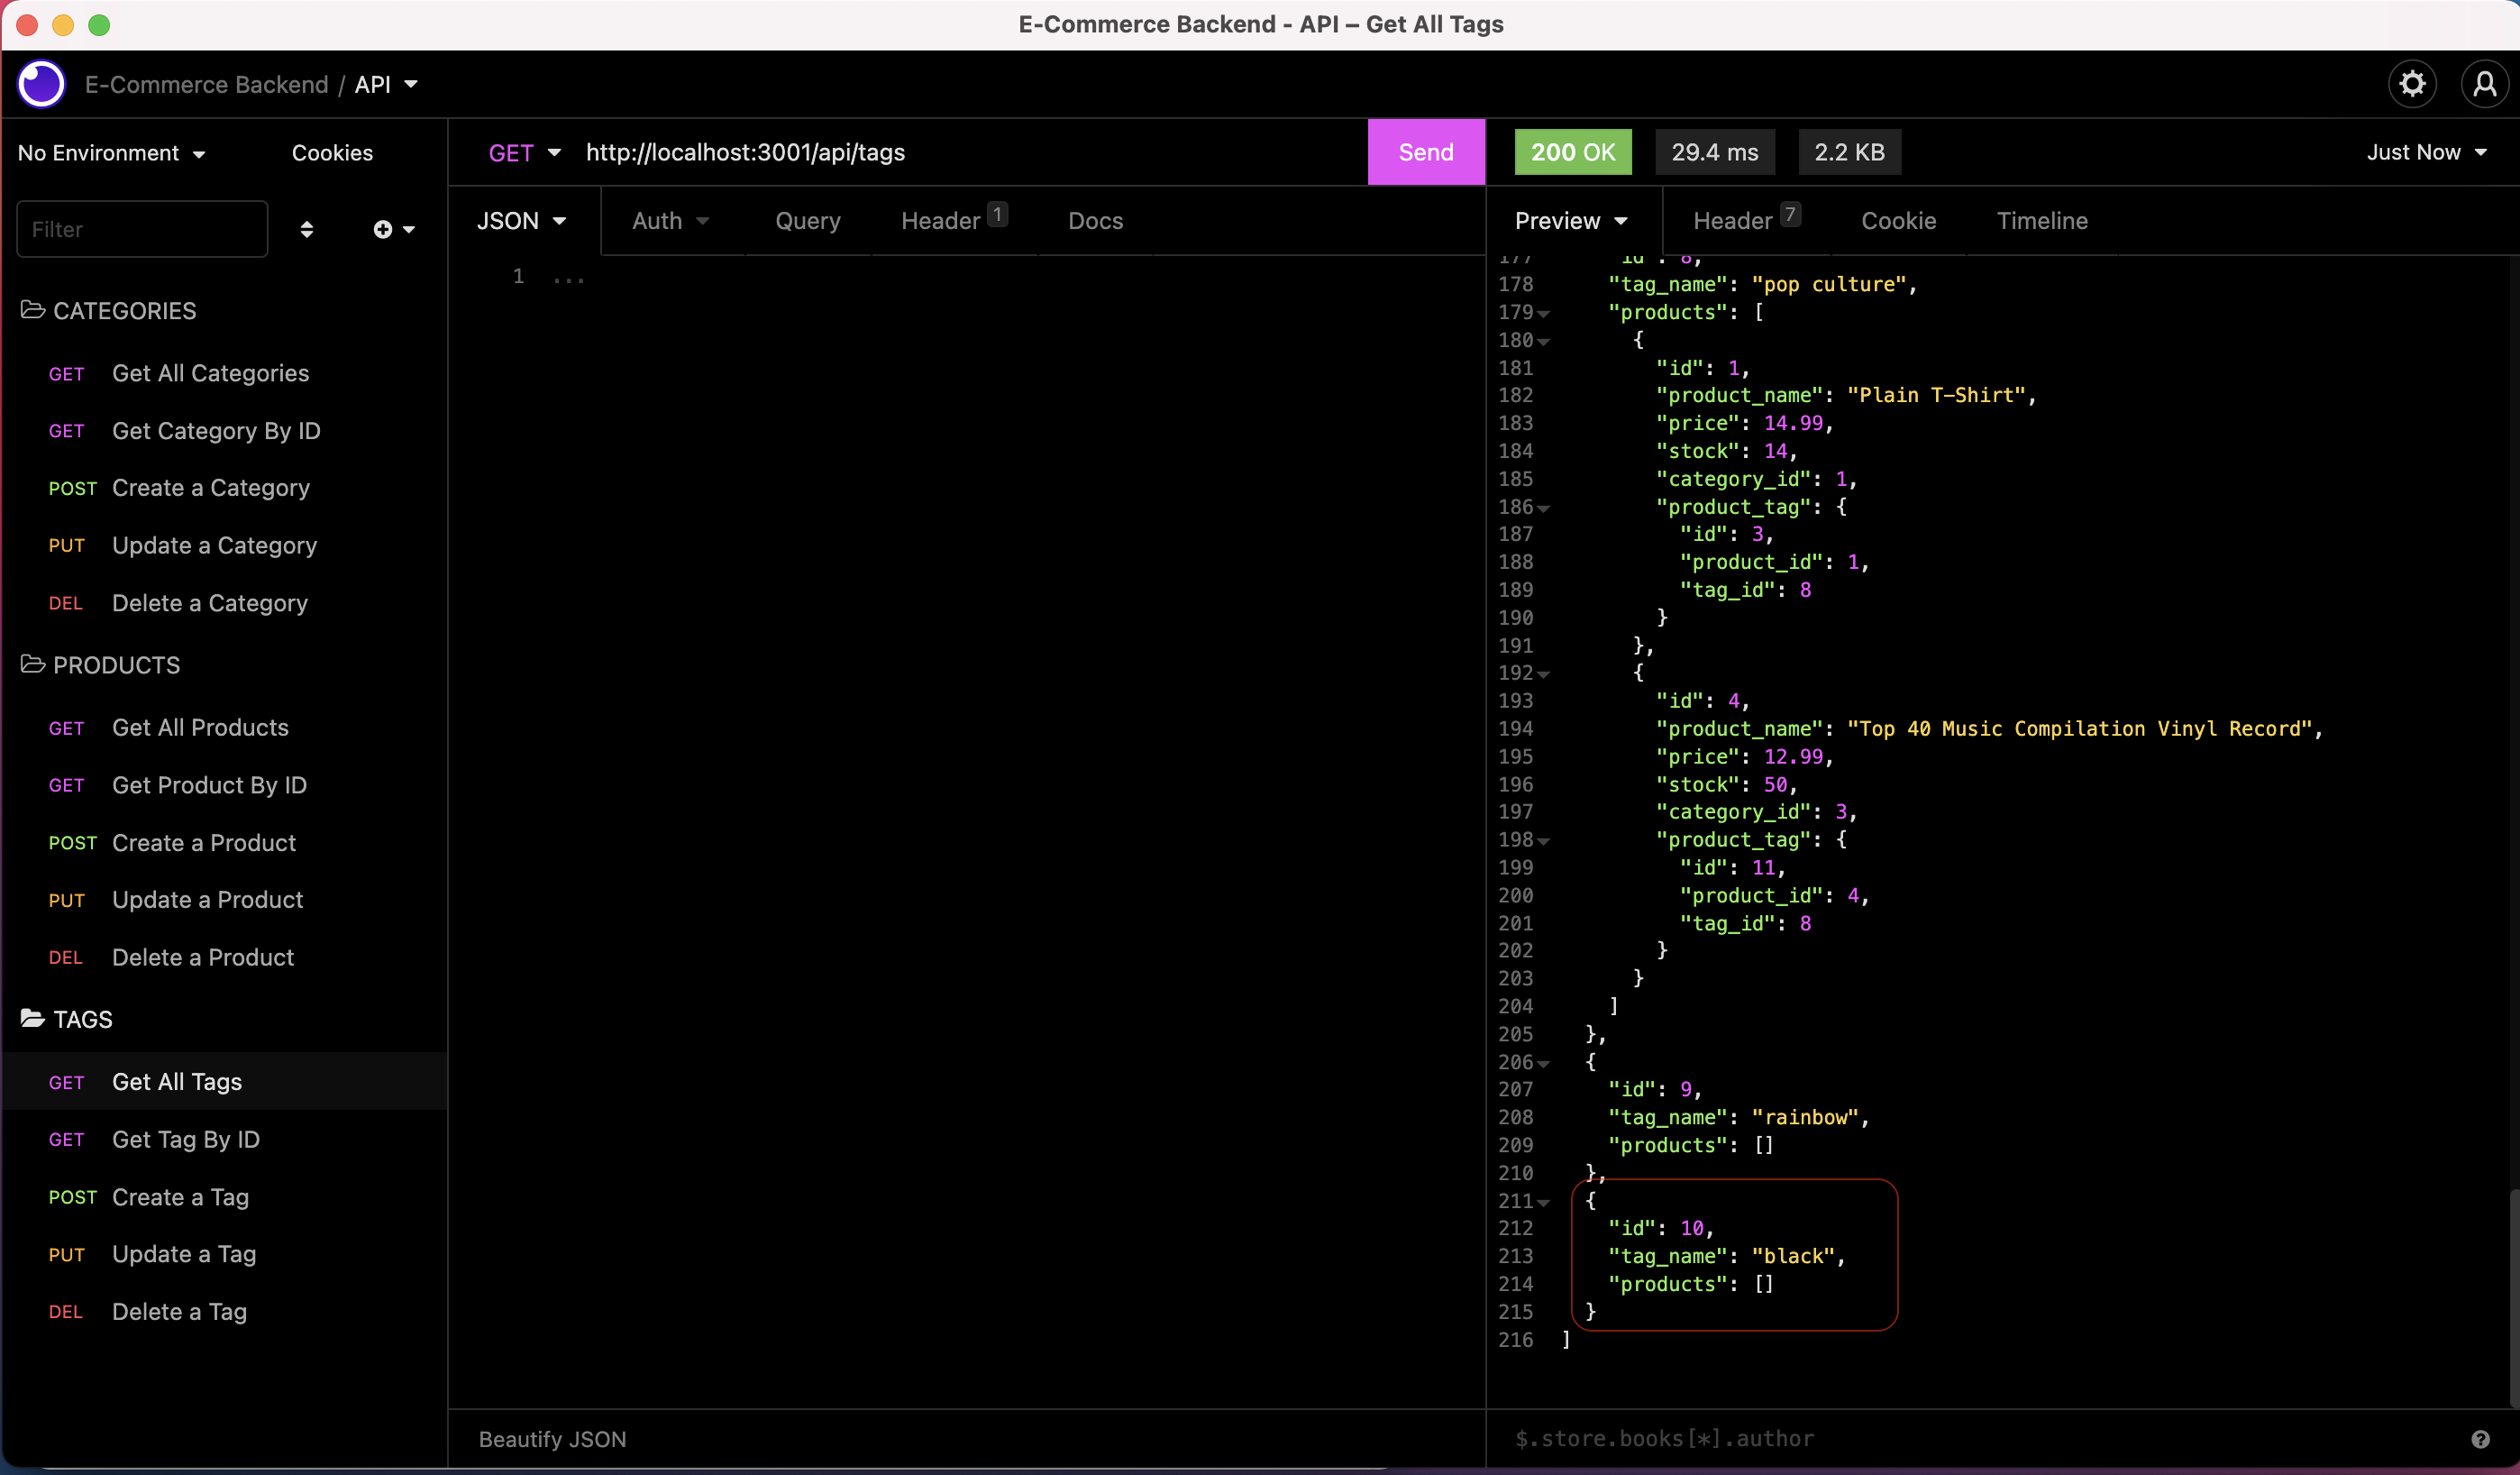 E-Commerce Backend - API – Get All Tags
E-Commerce Backend / API
No Environment
Cookies
Filter
CATEGORIES
GET Get All Categories
GET Get Category By ID
POST Create a Category
PUT Update a Category
DEL Delete a Category
PRODUCTS
GET Get All Products
GET Get Product By ID
POST Create a Product
PUT Update a Product
DEL Delete a Product
TAGS
GET Get All Tags
GET Get Tag By ID
POST Create a Tag
PUT Update a Tag
DEL Delete a Tag
GET http://localhost:3001/api/tags Send
JSON Auth Query Header 1 Docs
1 ...
Beautify JSON
200 OK 29.4 ms 2.2 KB Just Now
Preview Header 7 Cookie Timeline
177 "id": 8,
178 "tag_name": "pop culture",
179 "products": [
180 {
181 "id": 1,
182 "product_name": "Plain T-Shirt",
183 "price": 14.99,
184 "stock": 14,
185 "category_id": 1,
186 "product_tag": {
187 "id": 3,
188 "product_id": 1,
189 "tag_id": 8
190 }
191 },
192 {
193 "id": 4,
194 "product_name": "Top 40 Music Compilation Vinyl Record",
195 "price": 12.99,
196 "stock": 50,
197 "category_id": 3,
198 "product_tag": {
199 "id": 11,
200 "product_id": 4,
201 "tag_id": 8
202 }
203 }
204 ]
205 },
206 {
207 "id": 9,
208 "tag_name": "rainbow",
209 "products": []
210 },
211 {
212 "id": 10,
213 "tag_name": "black",
214 "products": []
215 }
216 ]
$.store.books[*].author